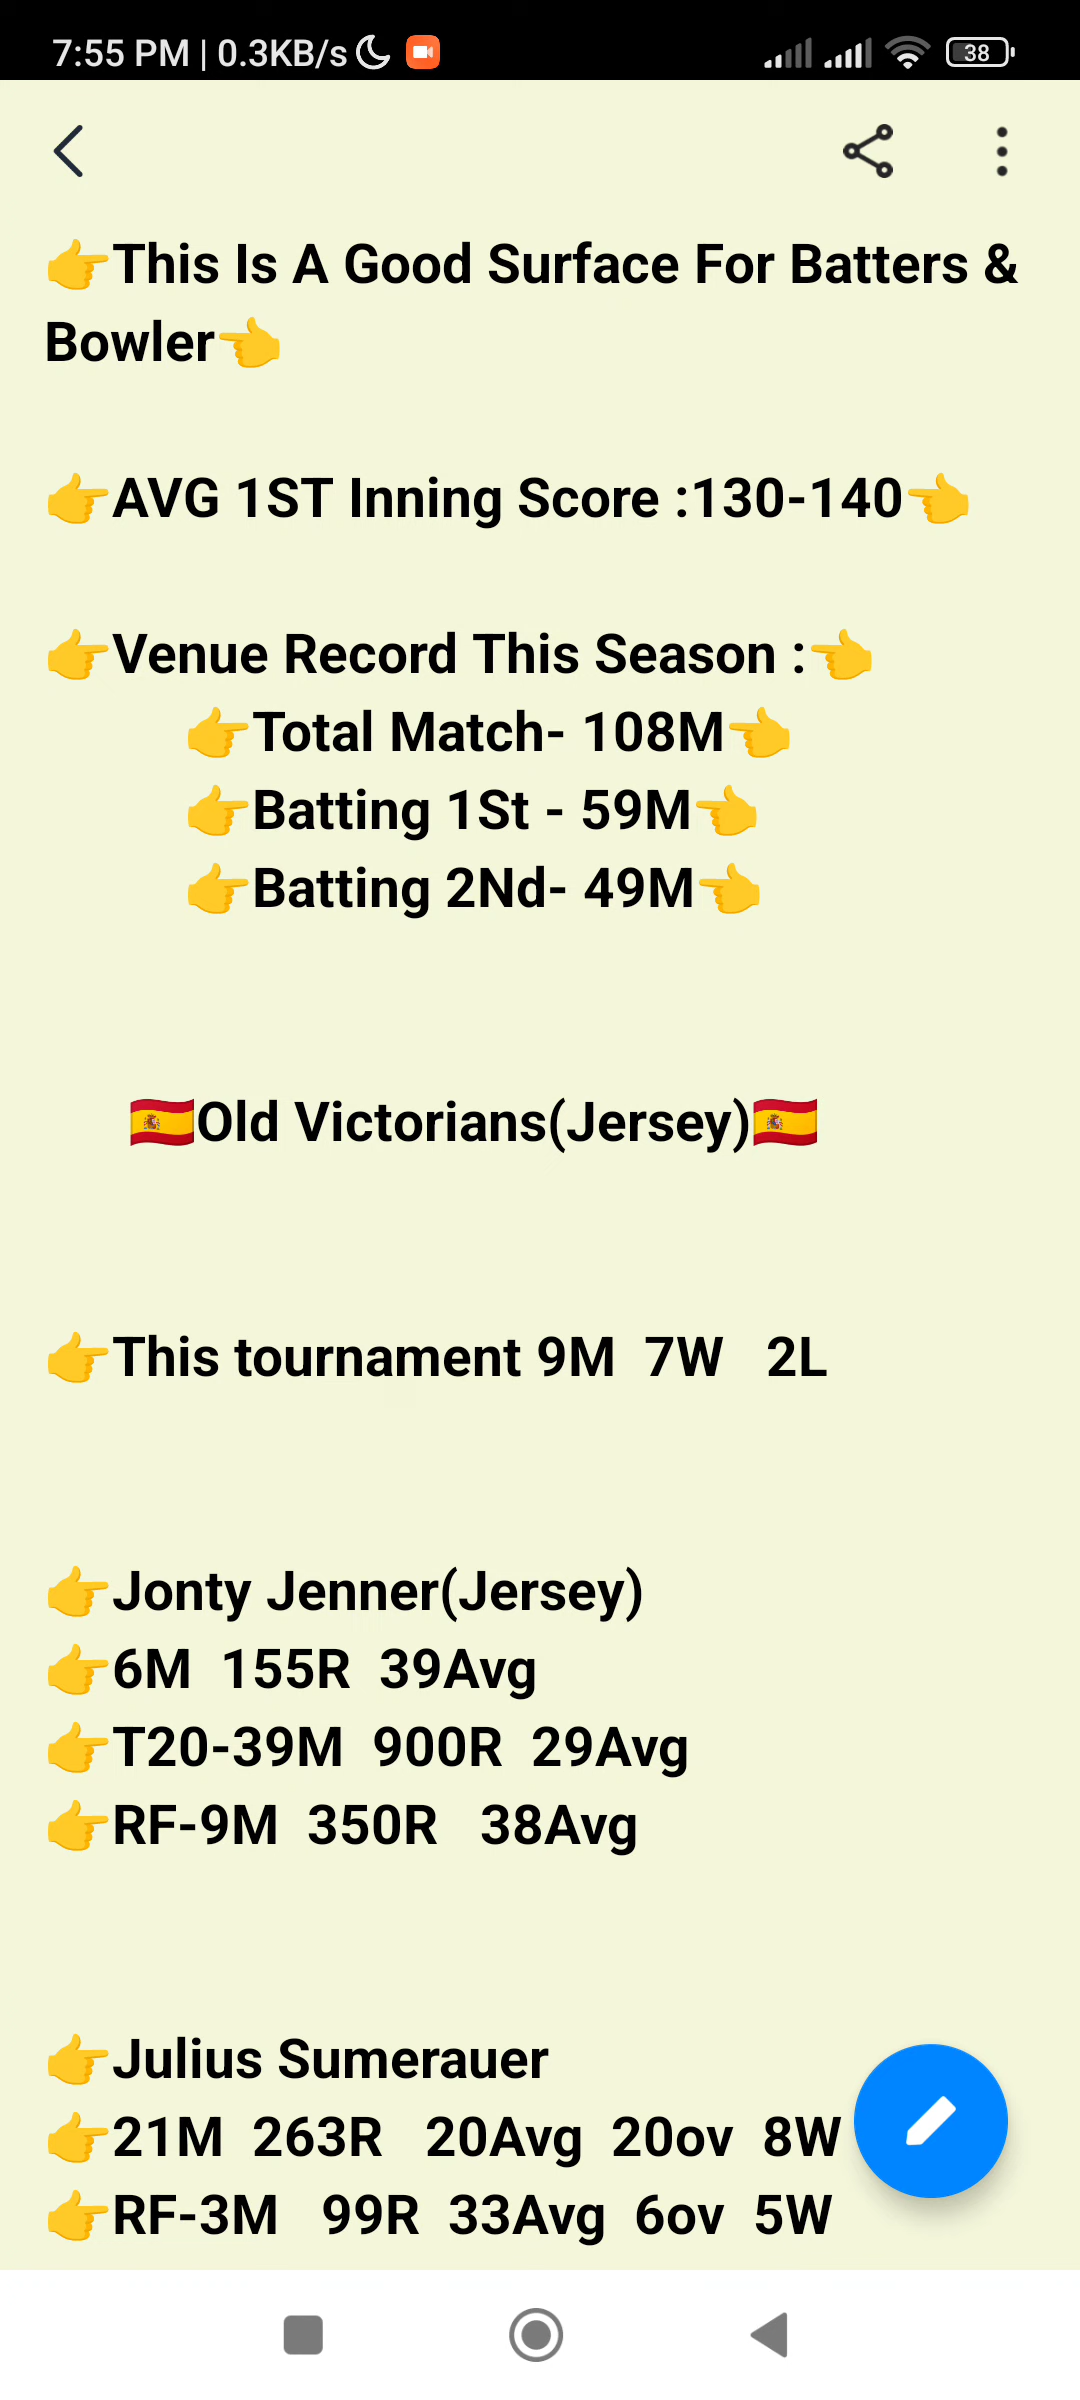 7:55 PM | 0.3KB/s
38
👉This Is A Good Surface For Batters &
Bowler👈
👉AVG 1ST Inning Score :130-140👈
👉Venue Record This Season :👈
👉Total Match- 108M👈
👉Batting 1St - 59M👈
👉Batting 2Nd- 49M👈
🇪🇸Old Victorians(Jersey)🇪🇸
👉This tournament 9M 7W 2L
👉Jonty Jenner(Jersey)
👉6M 155R 39Avg
👉T20-39M 900R 29Avg
👉RF-9M 350R 38Avg
👉Julius Sumerauer
👉21M 263R 20Avg 20ov 8W
👉RF-3M 99R 33Avg 6ov 5W